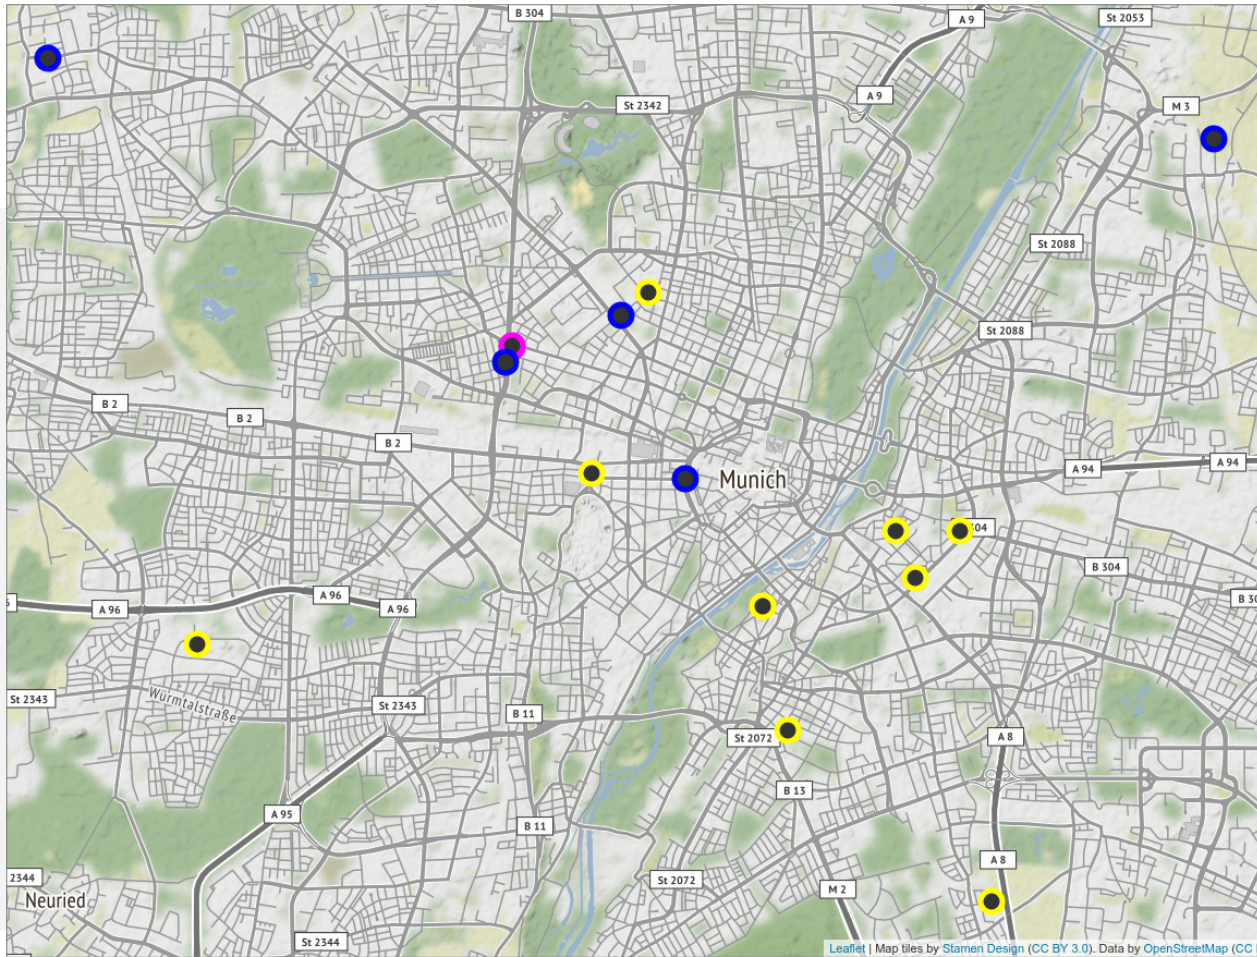 B 304
A 9
St 2053
A 9
St 2342
M 3
St 2088
St 2088
B 2
B 2
B 2
A 94
A 94
Munich
304
B 304
B 30
6
A 96
A 96
A 96
St 2343
Würmtalstraße
St 2343
B 11
St 2072
A 8
B 13
A 95
B 11
A 8
2344
St 2072
M 2
Neuried
St 2344
Leaflet | Map tiles by Stamen Design (CC BY 3.0). Data by OpenStreetMap (CC